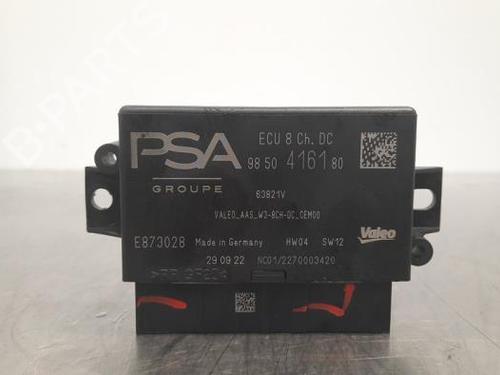 PSA
GROUPE
ECU 8 Ch. DC
98 50 4161 80
63821V
VALEO_AAS_W3-8CH-DC_GEM00
E873028 Made in Germany HW04 SW12
Valeo
29 09 22 NC01/2270003420
B-PARTS